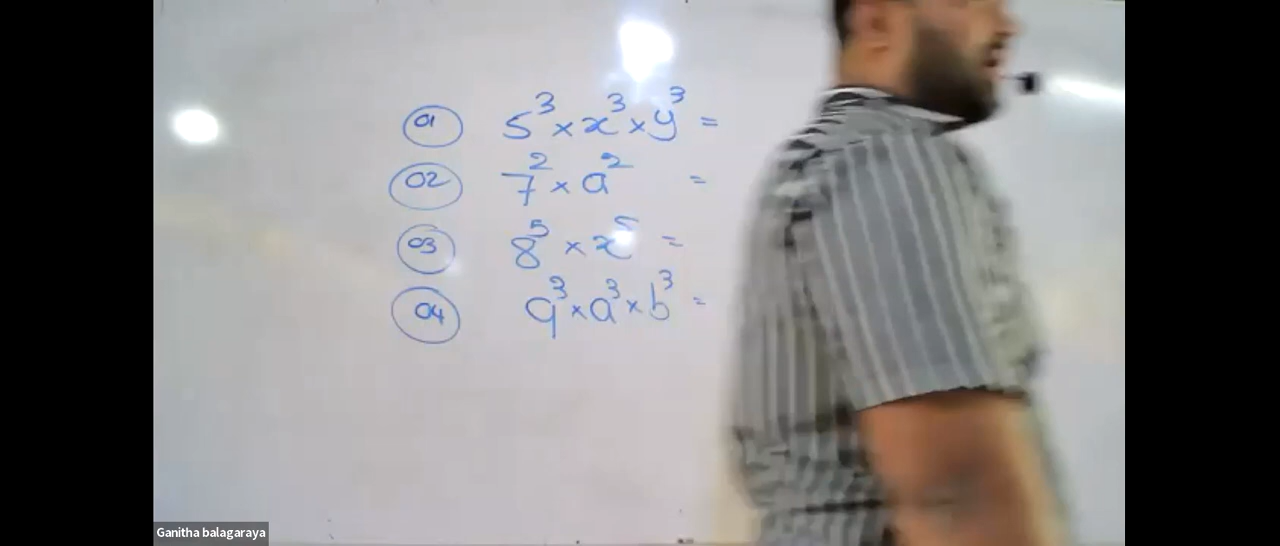 01 5³ × x³ × y³ =
02 7² × a² =
03 8⁵ × x⁵ =
04 9³ × a³ × b³ =
Ganitha balagaraya